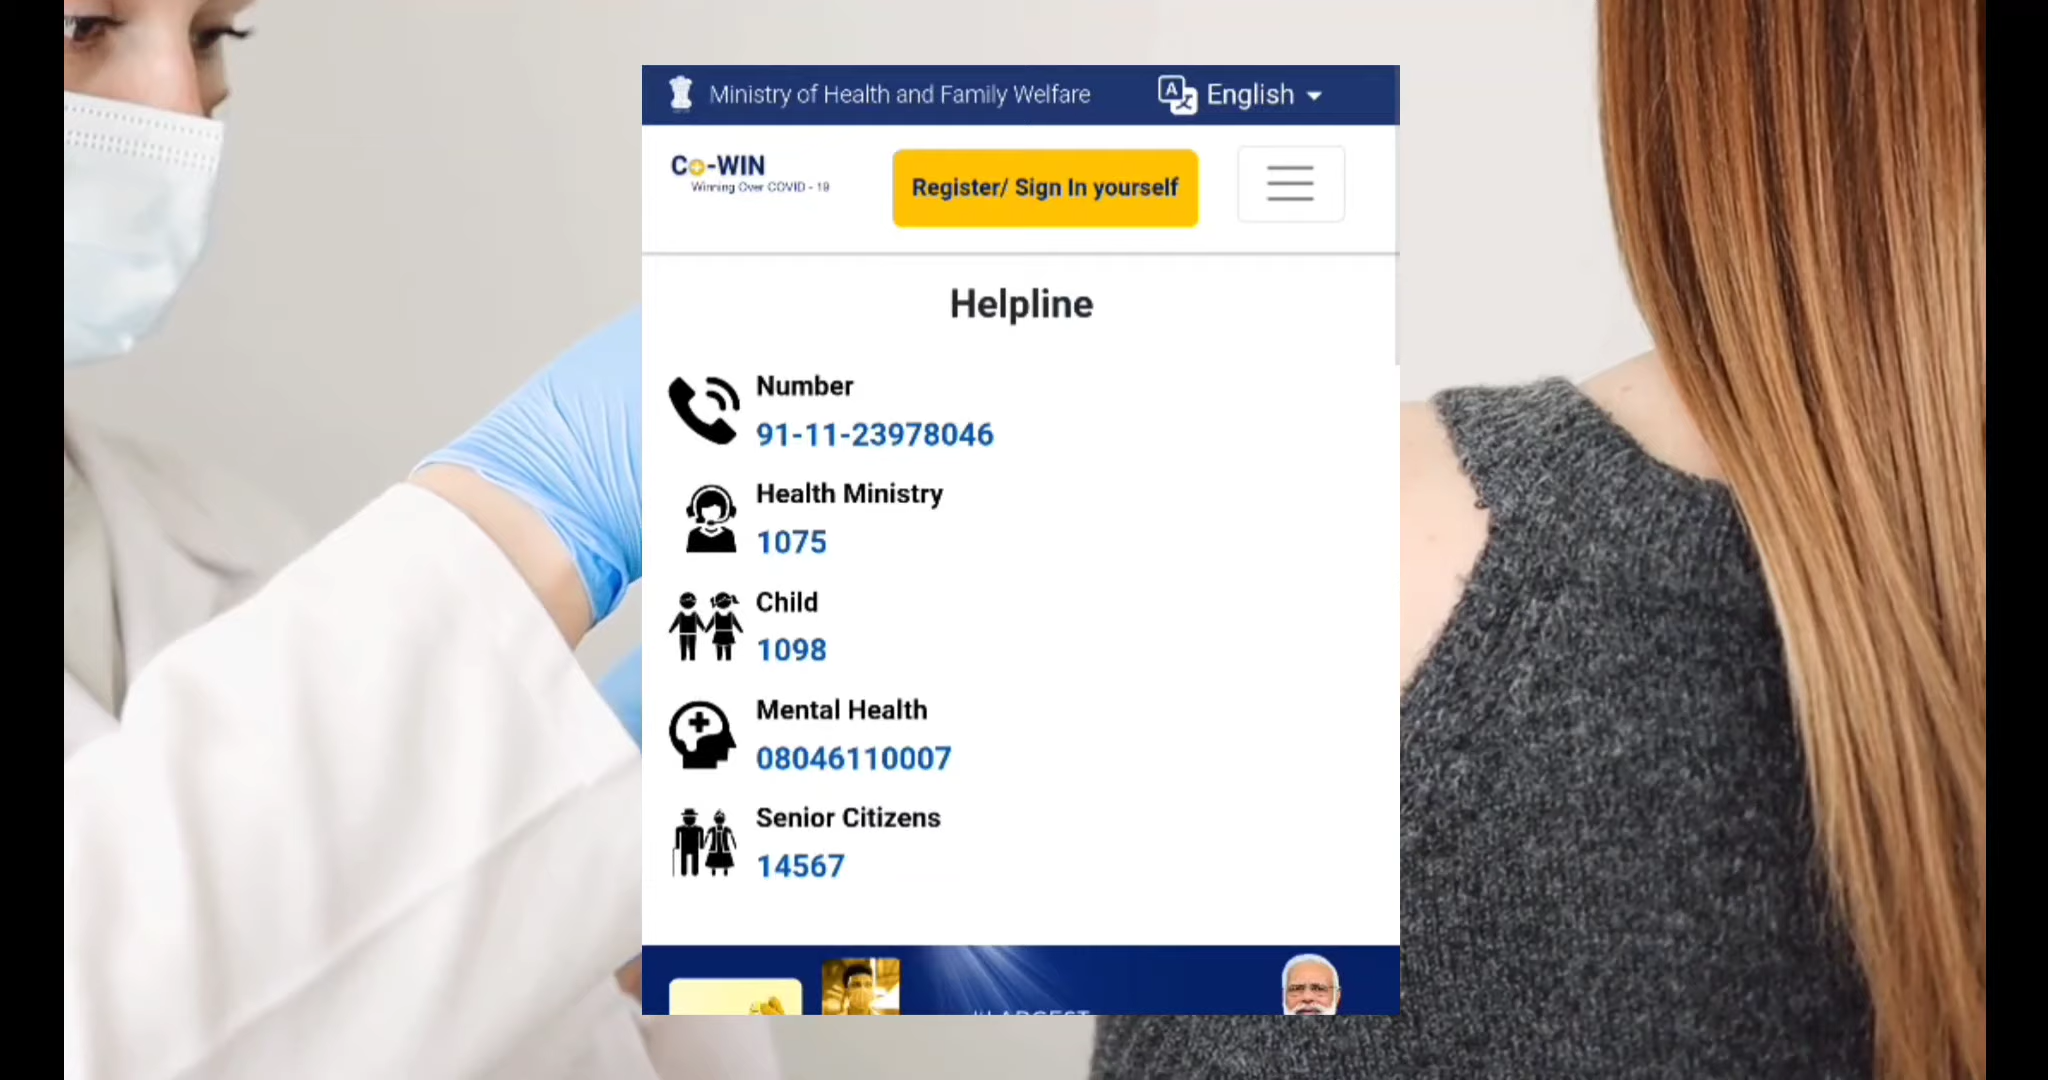 Ministry of Health and Family Welfare
English
Co-WIN
Winning Over COVID - 19
Register/ Sign In yourself
Helpline
Number
91-11-23978046
Health Ministry
1075
Child
1098
Mental Health
08046110007
Senior Citizens
14567